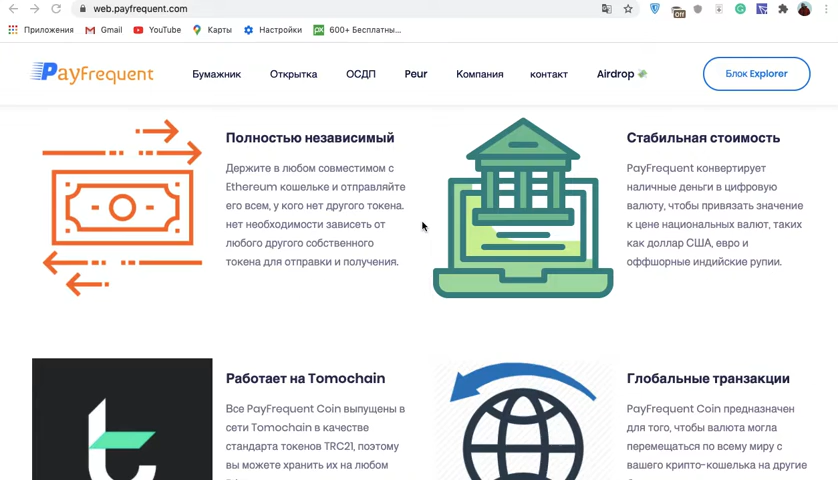 web.payfrequent.com
Off
Приложения Gmail YouTube Карты Настройки 600+ Бесплатны...
PayFrequent Бумажник Открытка ОСДП Peur Компания контакт Airdrop Блок Explorer
Полностью независимый
Держите в любом совместимом с
Ethereum кошельке и отправляйте
его всем, у кого нет другого токена.
нет необходимости зависеть от
любого другого собственного
токена для отправки и получения.
Стабильная стоимость
PayFrequent конвертирует
наличные деньги в цифровую
валюту, чтобы привязать значение
к цене национальных валют, таких
как доллар США, евро и
оффшорные индийские рупии.
Работает на Tomochain
Все PayFrequent Coin выпущены в
сети Tomochain в качестве
стандарта токенов TRC21, поэтому
вы можете хранить их на любом
Глобальные транзакции
PayFrequent Coin предназначен
для того, чтобы валюта могла
перемещаться по всему миру с
вашего крипто-кошелька на другие